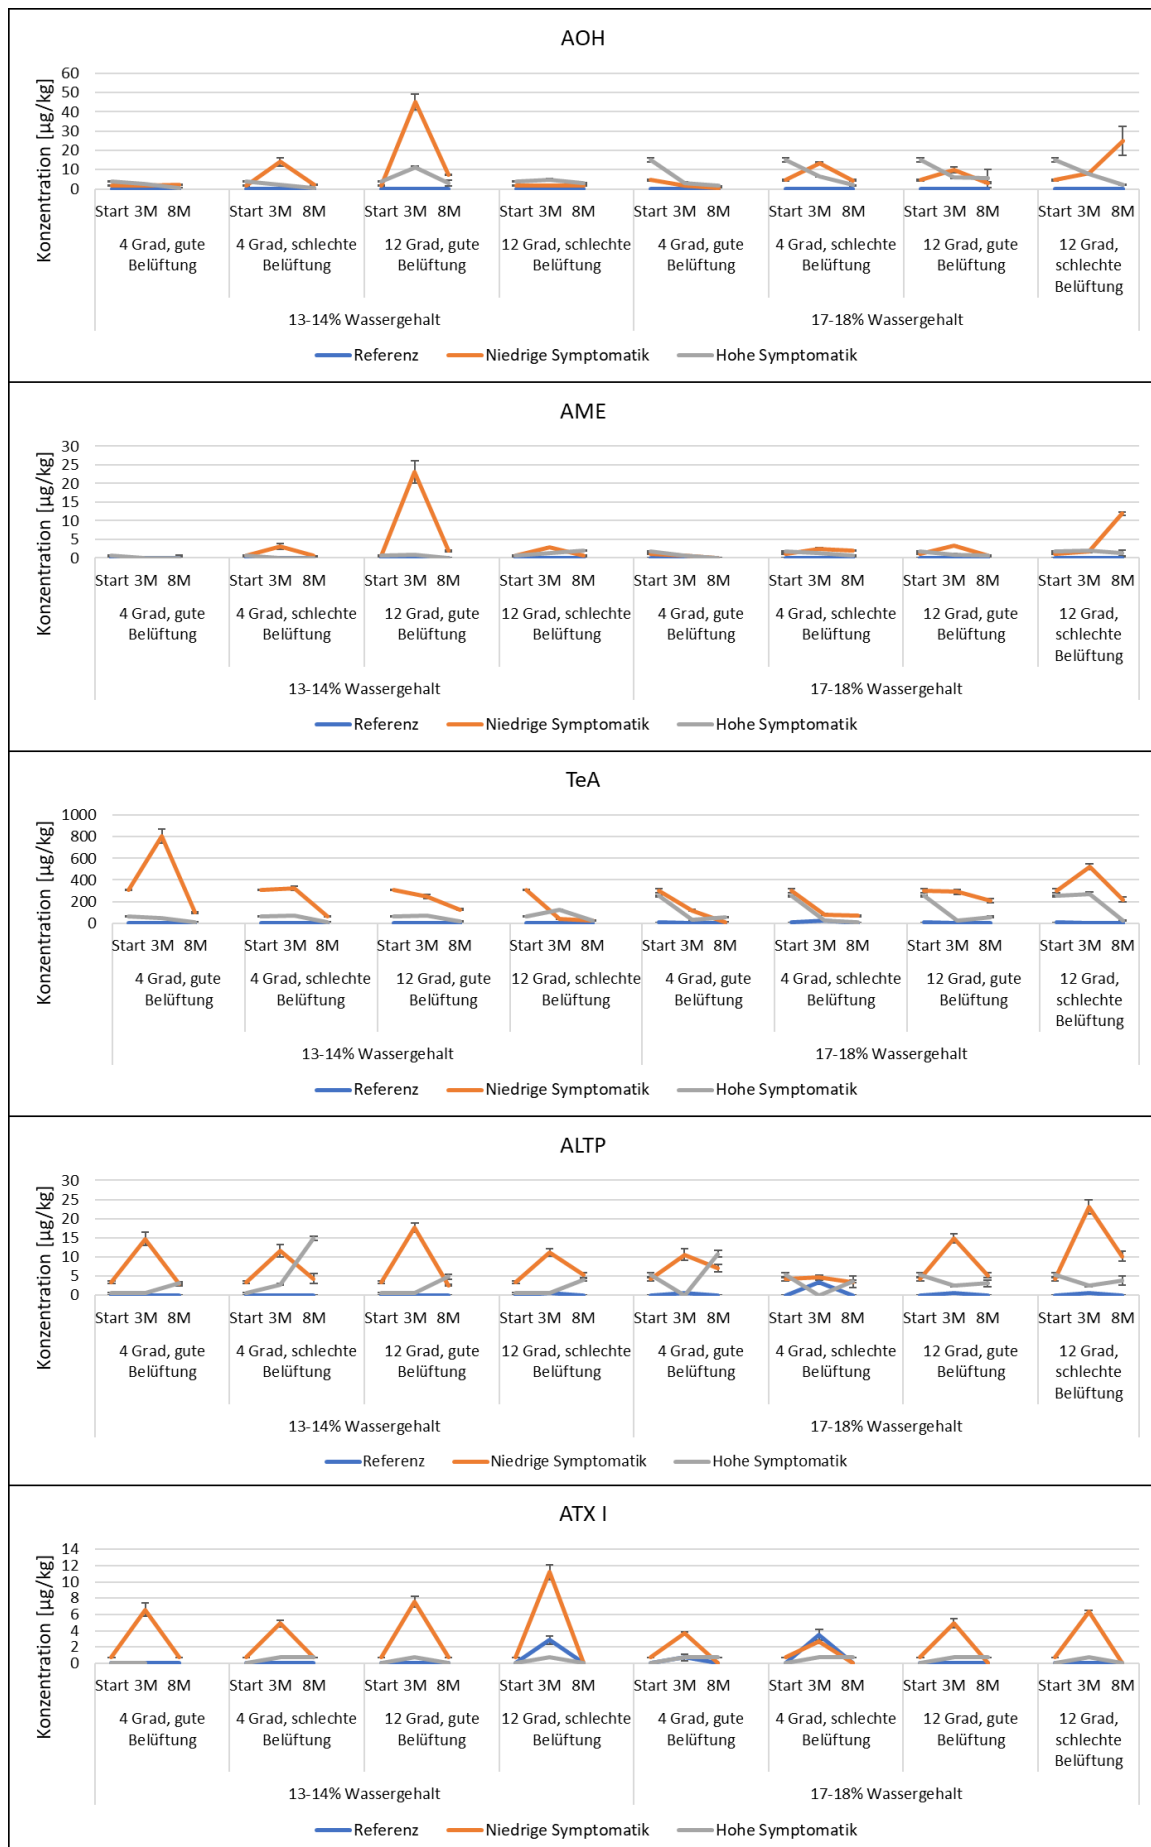 AOH
Konzentration [µg/kg]
60
50
40
30
20
10
0
Start 3M 8M Start 3M 8M Start 3M 8M Start 3M 8M Start 3M 8M Start 3M 8M Start 3M 8M Start 3M 8M
4 Grad, gute 4 Grad, schlechte 12 Grad, gute 12 Grad, schlechte 4 Grad, gute 4 Grad, schlechte 12 Grad, gute 12 Grad,
Belüftung Belüftung Belüftung Belüftung Belüftung Belüftung Belüftung schlechte
Belüftung
13-14% Wassergehalt 17-18% Wassergehalt
Referenz Niedrige Symptomatik Hohe Symptomatik
AME
Konzentration [µg/kg]
30
25
20
15
10
5
0
Start 3M 8M Start 3M 8M Start 3M 8M Start 3M 8M Start 3M 8M Start 3M 8M Start 3M 8M Start 3M 8M
4 Grad, gute 4 Grad, schlechte 12 Grad, gute 12 Grad, schlechte 4 Grad, gute 4 Grad, schlechte 12 Grad, gute 12 Grad,
Belüftung Belüftung Belüftung Belüftung Belüftung Belüftung Belüftung schlechte
Belüftung
13-14% Wassergehalt 17-18% Wassergehalt
Referenz Niedrige Symptomatik Hohe Symptomatik
TeA
Konzentration [µg/kg]
1000
800
600
400
200
0
Start 3M 8M Start 3M 8M Start 3M 8M Start 3M 8M Start 3M 8M Start 3M 8M Start 3M 8M Start 3M 8M
4 Grad, gute 4 Grad, schlechte 12 Grad, gute 12 Grad, schlechte 4 Grad, gute 4 Grad, schlechte 12 Grad, gute 12 Grad,
Belüftung Belüftung Belüftung Belüftung Belüftung Belüftung Belüftung schlechte
Belüftung
13-14% Wassergehalt 17-18% Wassergehalt
Referenz Niedrige Symptomatik Hohe Symptomatik
ALTP
Konzentration [µg/kg]
30
25
20
15
10
5
0
Start 3M 8M Start 3M 8M Start 3M 8M Start 3M 8M Start 3M 8M Start 3M 8M Start 3M 8M Start 3M 8M
4 Grad, gute 4 Grad, schlechte 12 Grad, gute 12 Grad, schlechte 4 Grad, gute 4 Grad, schlechte 12 Grad, gute 12 Grad,
Belüftung Belüftung Belüftung Belüftung Belüftung Belüftung Belüftung schlechte
Belüftung
13-14% Wassergehalt 17-18% Wassergehalt
Referenz Niedrige Symptomatik Hohe Symptomatik
ATX I
Konzentration [µg/kg]
14
12
10
8
6
4
2
0
Start 3M 8M Start 3M 8M Start 3M 8M Start 3M 8M Start 3M 8M Start 3M 8M Start 3M 8M Start 3M 8M
4 Grad, gute 4 Grad, schlechte 12 Grad, gute 12 Grad, schlechte 4 Grad, gute 4 Grad, schlechte 12 Grad, gute 12 Grad,
Belüftung Belüftung Belüftung Belüftung Belüftung Belüftung Belüftung schlechte
Belüftung
13-14% Wassergehalt 17-18% Wassergehalt
Referenz Niedrige Symptomatik Hohe Symptomatik